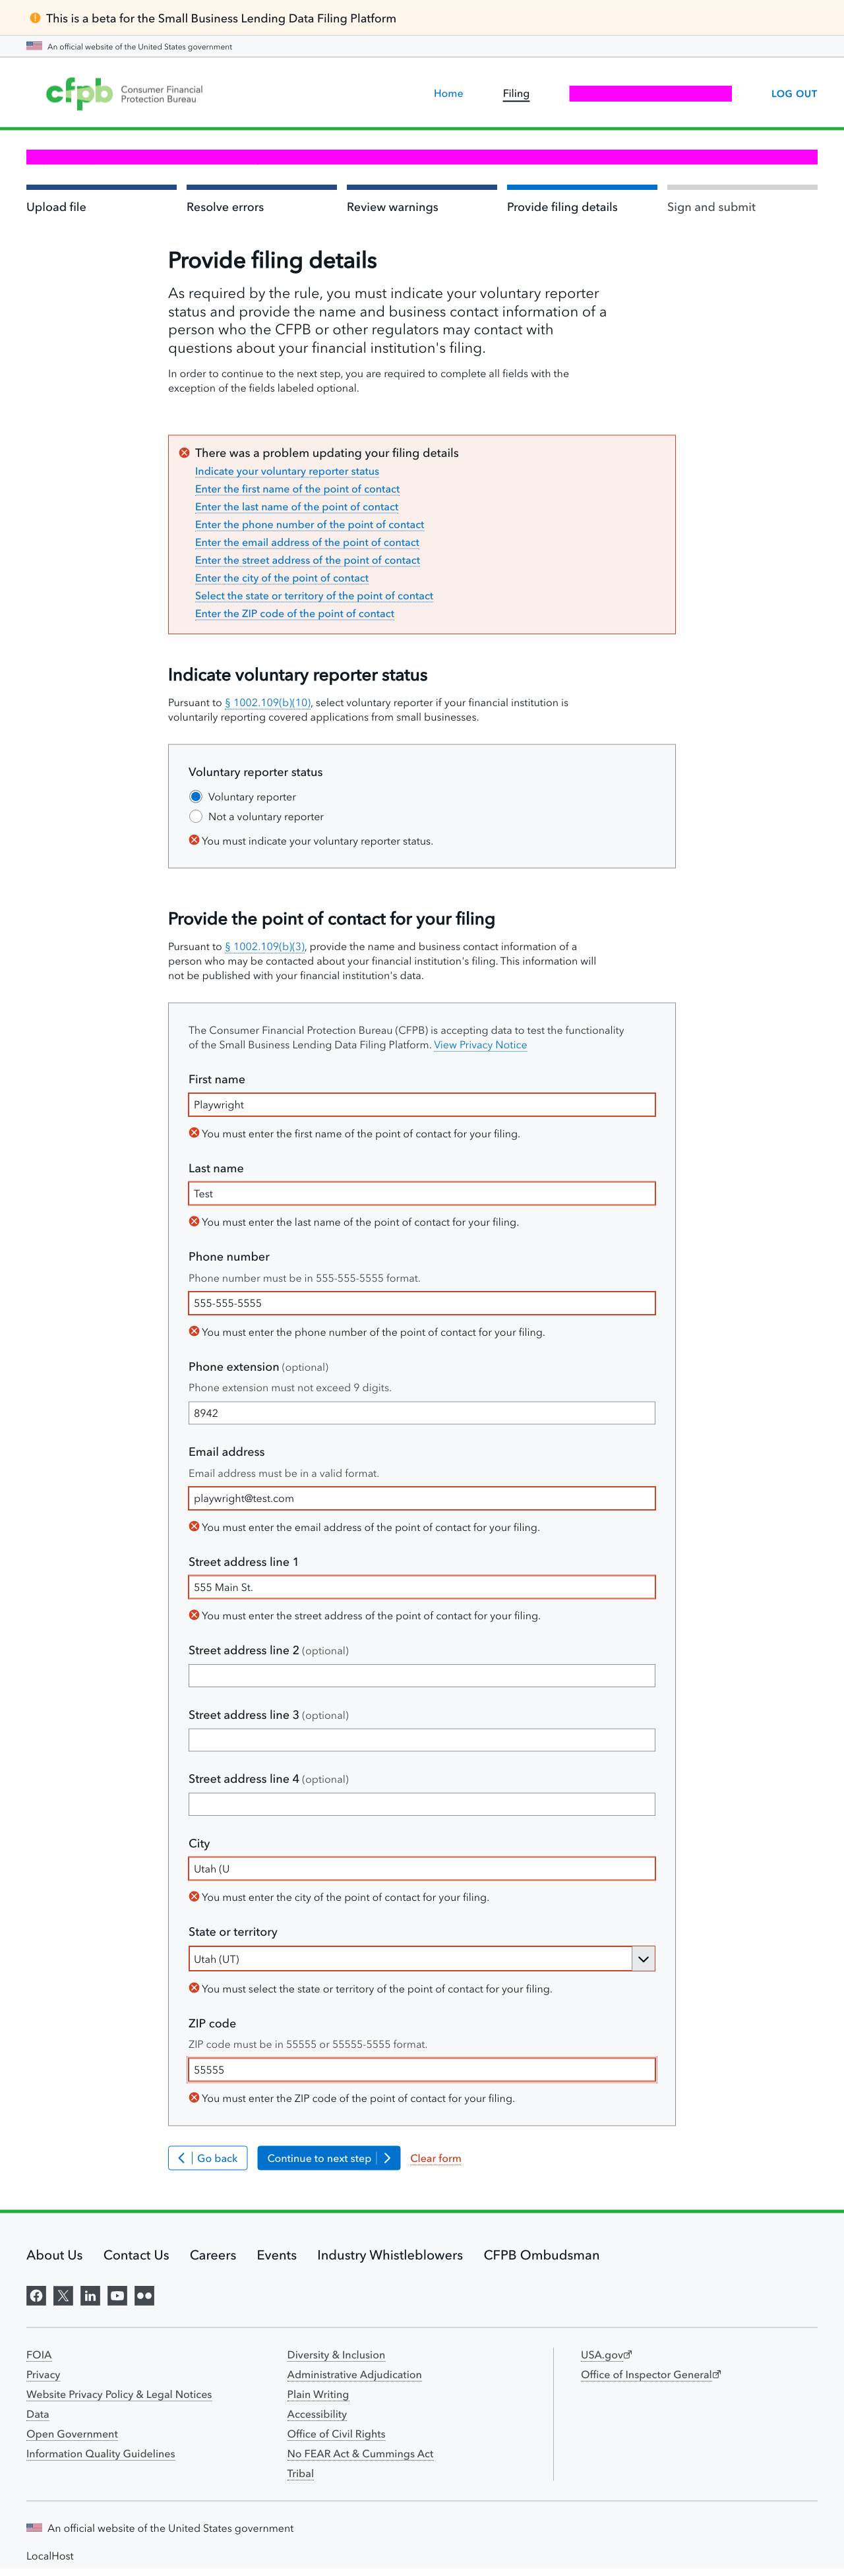 This is a beta for the Small Business Lending Data Filing Platform
An official website of the United States government
cfpb Consumer Financial
Protection Bureau
Home
Filing
LOG OUT
Upload file
Resolve errors
Review warnings
Provide filing details
Sign and submit
Provide filing details
As required by the rule, you must indicate your voluntary reporter
status and provide the name and business contact information of a
person who the CFPB or other regulators may contact with
questions about your financial institution's filing.
In order to continue to the next step, you are required to complete all fields with the
exception of the fields labeled optional.
There was a problem updating your filing details
Indicate your voluntary reporter status
Enter the first name of the point of contact
Enter the last name of the point of contact
Enter the phone number of the point of contact
Enter the email address of the point of contact
Enter the street address of the point of contact
Enter the city of the point of contact
Select the state or territory of the point of contact
Enter the ZIP code of the point of contact
Indicate voluntary reporter status
Pursuant to § 1002.109(b)(10), select voluntary reporter if your financial institution is
voluntarily reporting covered applications from small businesses.
Voluntary reporter status
Voluntary reporter
Not a voluntary reporter
You must indicate your voluntary reporter status.
Provide the point of contact for your filing
Pursuant to § 1002.109(b)(3), provide the name and business contact information of a
person who may be contacted about your financial institution's filing. This information will
not be published with your financial institution's data.
The Consumer Financial Protection Bureau (CFPB) is accepting data to test the functionality
of the Small Business Lending Data Filing Platform. View Privacy Notice
First name
Playwright
You must enter the first name of the point of contact for your filing.
Last name
Test
You must enter the last name of the point of contact for your filing.
Phone number
Phone number must be in 555-555-5555 format.
555-555-5555
You must enter the phone number of the point of contact for your filing.
Phone extension (optional)
Phone extension must not exceed 9 digits.
8942
Email address
Email address must be in a valid format.
playwright@test.com
You must enter the email address of the point of contact for your filing.
Street address line 1
555 Main St.
You must enter the street address of the point of contact for your filing.
Street address line 2 (optional)
Street address line 3 (optional)
Street address line 4 (optional)
City
Utah (U
You must enter the city of the point of contact for your filing.
State or territory
Utah (UT)
You must select the state or territory of the point of contact for your filing.
ZIP code
ZIP code must be in 55555 or 55555-5555 format.
55555
You must enter the ZIP code of the point of contact for your filing.
Go back
Continue to next step
Clear form
About Us
Contact Us
Careers
Events
Industry Whistleblowers
CFPB Ombudsman
FOIA
Privacy
Website Privacy Policy & Legal Notices
Data
Open Government
Information Quality Guidelines
Diversity & Inclusion
Administrative Adjudication
Plain Writing
Accessibility
Office of Civil Rights
No FEAR Act & Cummings Act
Tribal
USA.gov
Office of Inspector General
An official website of the United States government
LocalHost